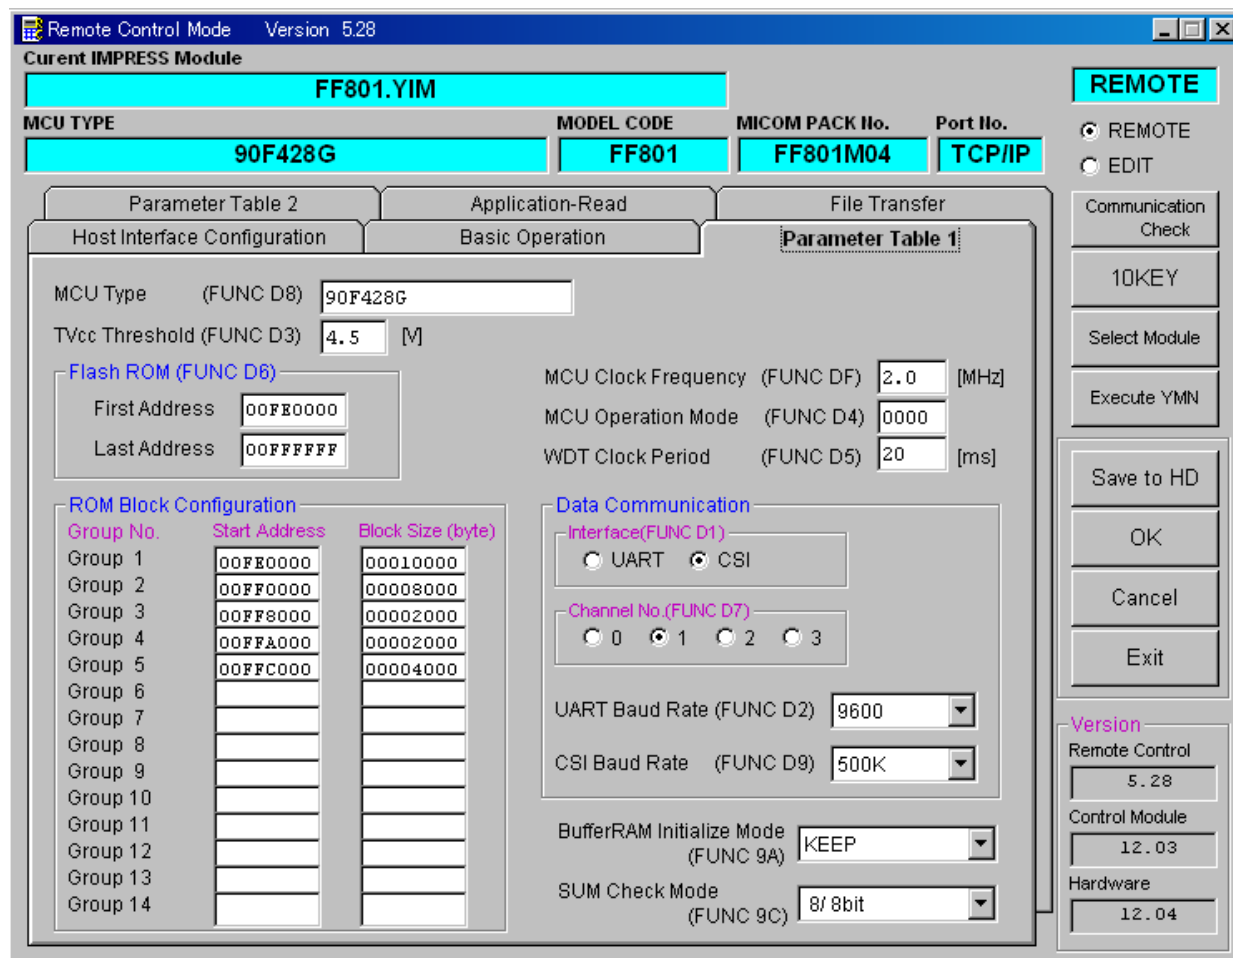 Remote Control Mode Version 5.28
Curent IMPRESS Module
FF801.YIM
REMOTE
MCU TYPE MODEL CODE MICOM PACK No. Port No.
90F428G FF801 FF801M04 TCP/IP
REMOTE
EDIT
Parameter Table 2 Application-Read File Transfer
Host Interface Configuration Basic Operation Parameter Table 1
Communication
Check
10KEY
Select Module
Execute YMN
Save to HD
OK
Cancel
Exit
MCU Type (FUNC D8) 90F428G
TVcc Threshold (FUNC D3) 4.5 [V]
Flash ROM (FUNC D6)
First Address 00FE0000
Last Address 00FFFFFF
MCU Clock Frequency (FUNC DF) 2.0 [MHz]
MCU Operation Mode (FUNC D4) 0000
WDT Clock Period (FUNC D5) 20 [ms]
ROM Block Configuration
Group No. Start Address Block Size (byte)
Group 1 00FE0000 00010000
Group 2 00FF0000 00008000
Group 3 00FF8000 00002000
Group 4 00FFA000 00002000
Group 5 00FFC000 00004000
Group 6
Group 7
Group 8
Group 9
Group 10
Group 11
Group 12
Group 13
Group 14
Data Communication
Interface(FUNC D1)
UART CSI
Channel No.(FUNC D7)
0 1 2 3
UART Baud Rate (FUNC D2) 9600
CSI Baud Rate (FUNC D9) 500K
BufferRAM Initialize Mode
(FUNC 9A) KEEP
SUM Check Mode
(FUNC 9C) 8/ 8bit
Version
Remote Control
5.28
Control Module
12.03
Hardware
12.04